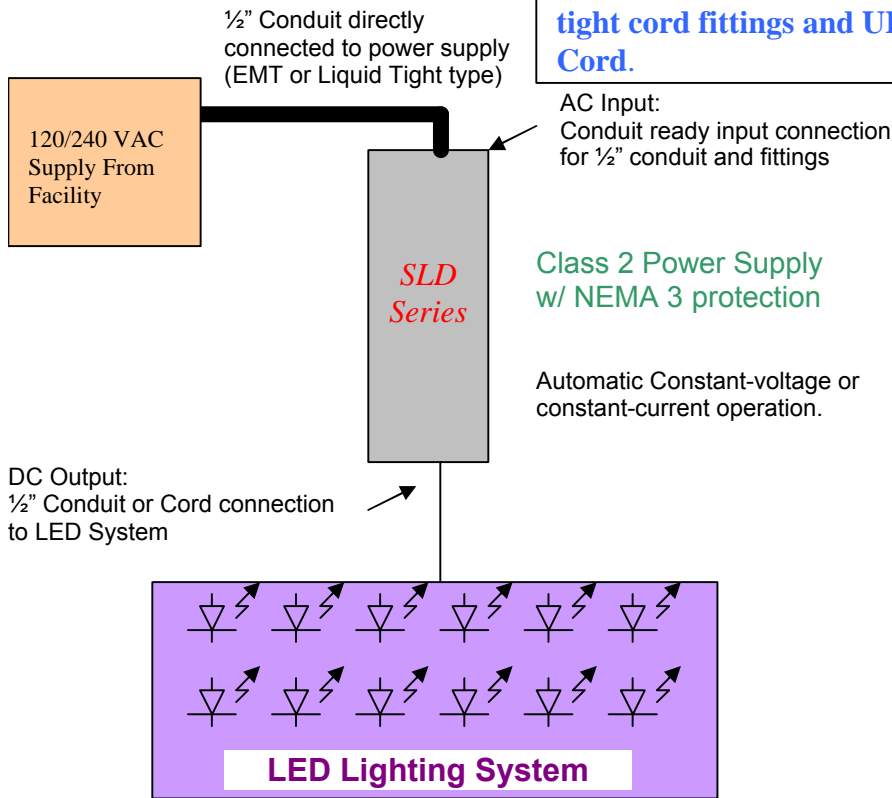 ½” Conduit directly
connected to power supply
(EMT or Liquid Tight type)
tight cord fittings and
Cord.
120/240 VAC
Supply From
Facility
AC Input:
Conduit ready input connection
for ½” conduit and fittings
SLD
Series
Class 2 Power Supply
w/ NEMA 3 protection
Automatic Constant-voltage or
constant-current operation.
DC Output:
½” Conduit or Cord connection
to LED System
LED Lighting System